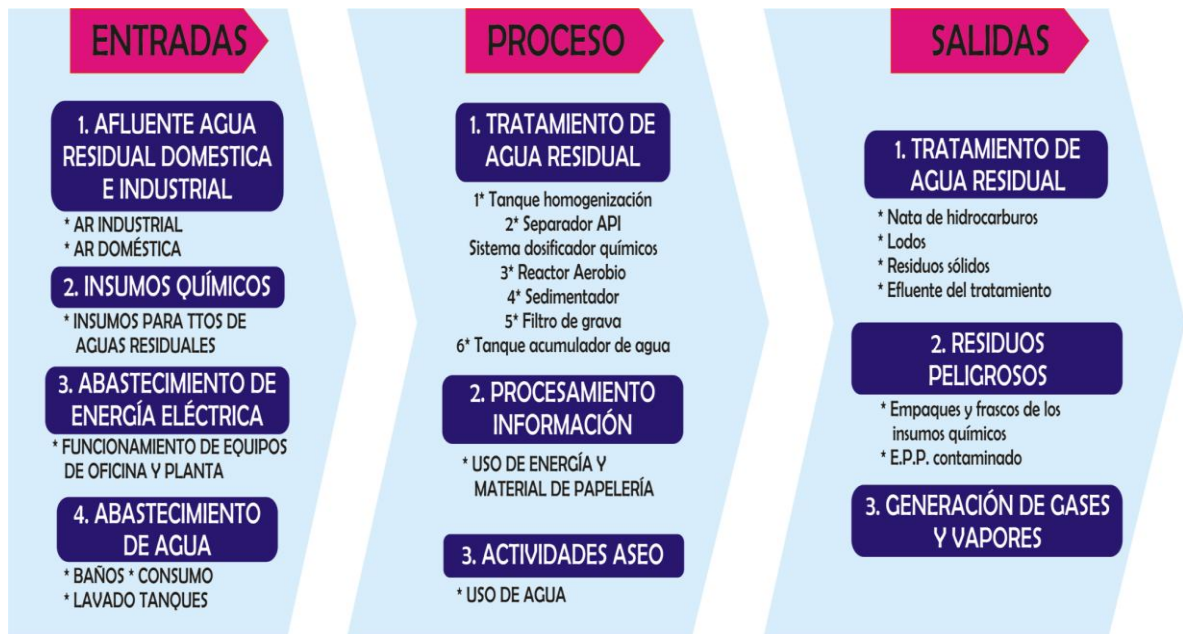 ENTRADAS
1. AFLUENTE AGUA
RESIDUAL DOMESTICA
E INDUSTRIAL
* AR INDUSTRIAL
* AR DOMÉSTICA
2. INSUMOS QUÍMICOS
* INSUMOS PARA TTOS DE
AGUAS RESIDUALES
3. ABASTECIMIENTO DE
ENERGÍA ELÉCTRICA
* FUNCIONAMIENTO DE EQUIPOS
DE OFICINA Y PLANTA
4. ABASTECIMIENTO
DE AGUA
* BAÑOS * CONSUMO
* LAVADO TANQUES
PROCESO
1. TRATAMIENTO DE
AGUA RESIDUAL
1* Tanque homogenización
2* Separador API
Sistema dosificador químicos
3* Reactor Aerobio
4* Sedimentador
5* Filtro de grava
6* Tanque acumulador de agua
2. PROCESAMIENTO
INFORMACIÓN
* USO DE ENERGÍA Y
MATERIAL DE PAPELERÍA
3. ACTIVIDADES ASEO
* USO DE AGUA
SALIDAS
1. TRATAMIENTO DE
AGUA RESIDUAL
* Nata de hidrocarburos
* Lodos
* Residuos sólidos
* Efluente del tratamiento
2. RESIDUOS
PELIGROSOS
* Empaques y frascos de los
insumos químicos
* E.P.P. contaminado
3. GENERACIÓN DE GASES
Y VAPORES